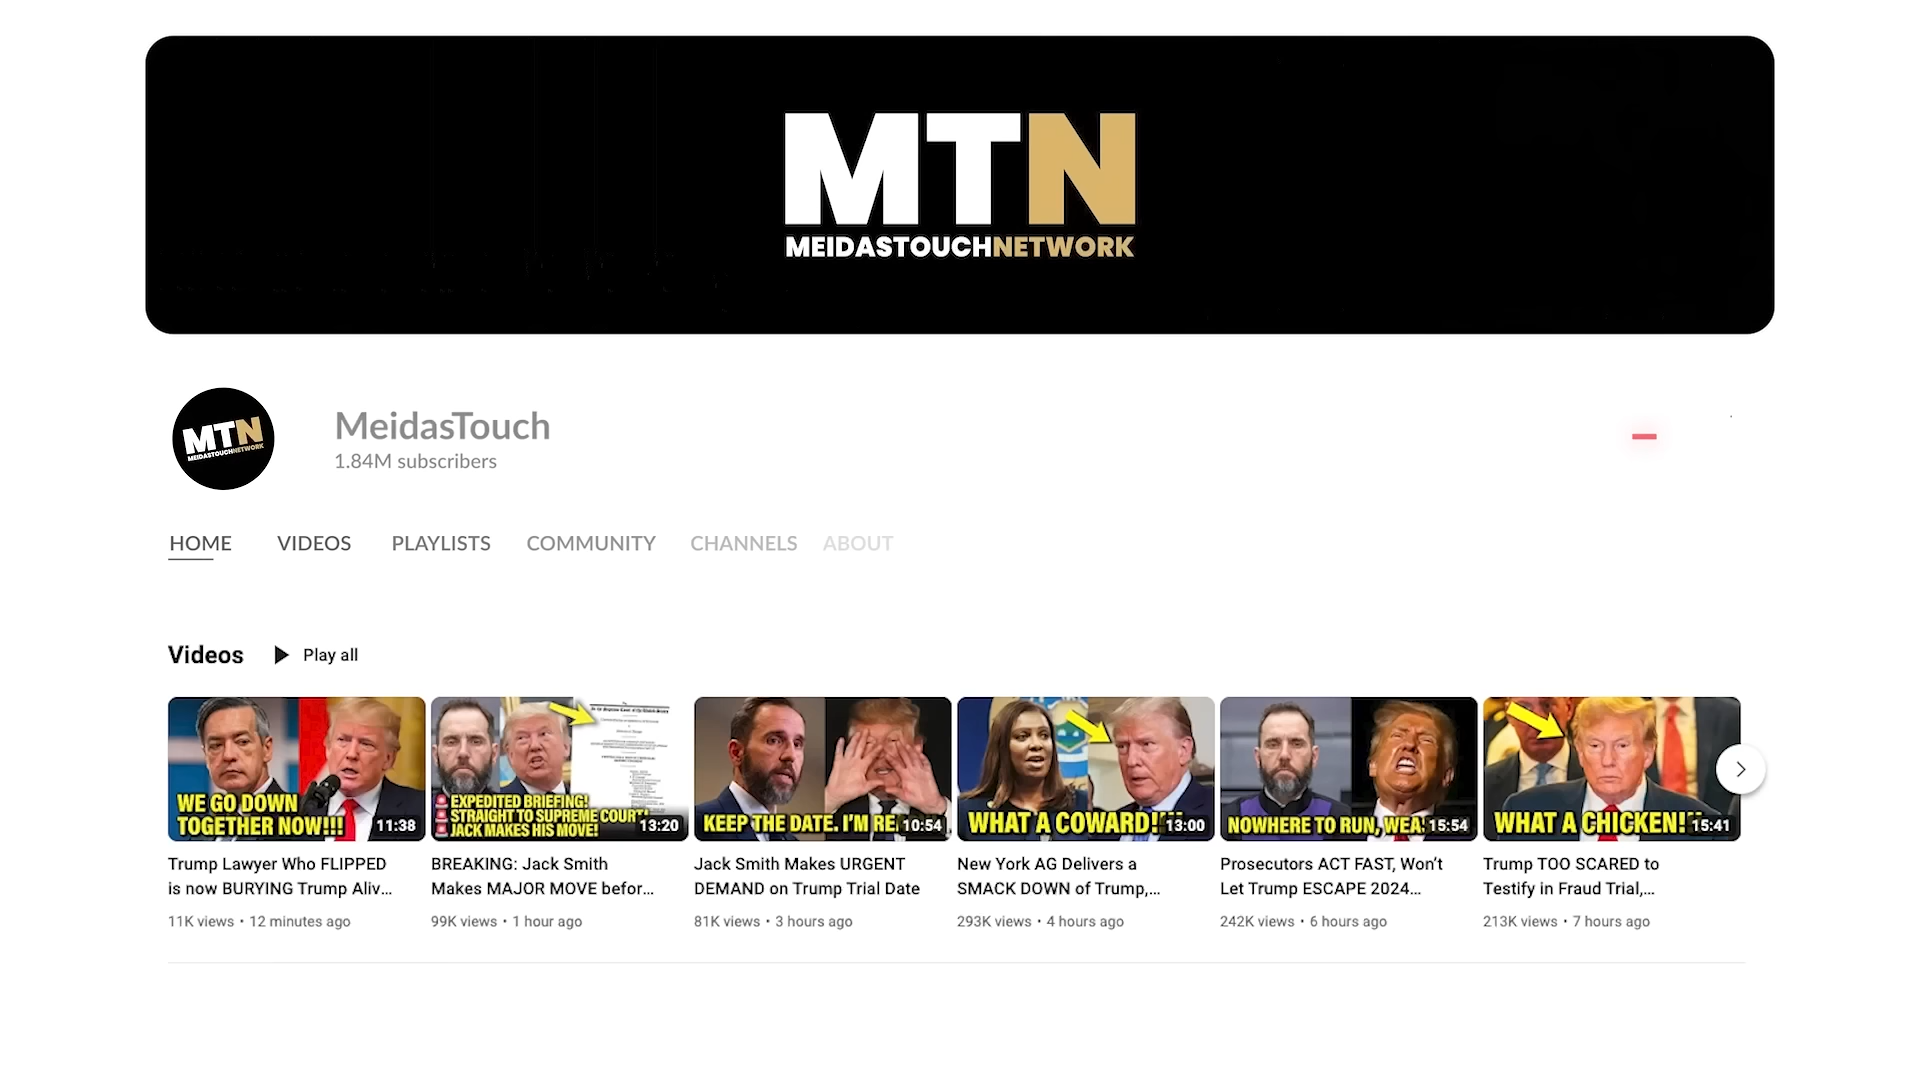 MTN
MEIDASTOUCHNETWORK
MTN
MEIDASTOUCHNETWORK
MeidasTouch
1.84M subscribers
HOME VIDEOS PLAYLISTS COMMUNITY CHANNELS ABOUT
Videos Play all
WE GO DOWN
TOGETHER NOW!!!
11:38
EXPEDITED BRIEFING!
STRAIGHT TO SUPREME COURT!
JACK MAKES HIS MOVE!
13:20
KEEP THE DATE. I'M RE
10:54
WHAT A COWARD!
13:00
NOWHERE TO RUN, WEA
15:54
WHAT A CHICKEN!
15:41
Trump Lawyer Who FLIPPED
is now BURYING Trump Aliv...
11K views • 12 minutes ago
BREAKING: Jack Smith
Makes MAJOR MOVE befor...
99K views • 1 hour ago
Jack Smith Makes URGENT
DEMAND on Trump Trial Date
81K views • 3 hours ago
New York AG Delivers a
SMACK DOWN of Trump,...
293K views • 4 hours ago
Prosecutors ACT FAST, Won't
Let Trump ESCAPE 2024...
242K views • 6 hours ago
Trump TOO SCARED to
Testify in Fraud Trial,...
213K views • 7 hours ago